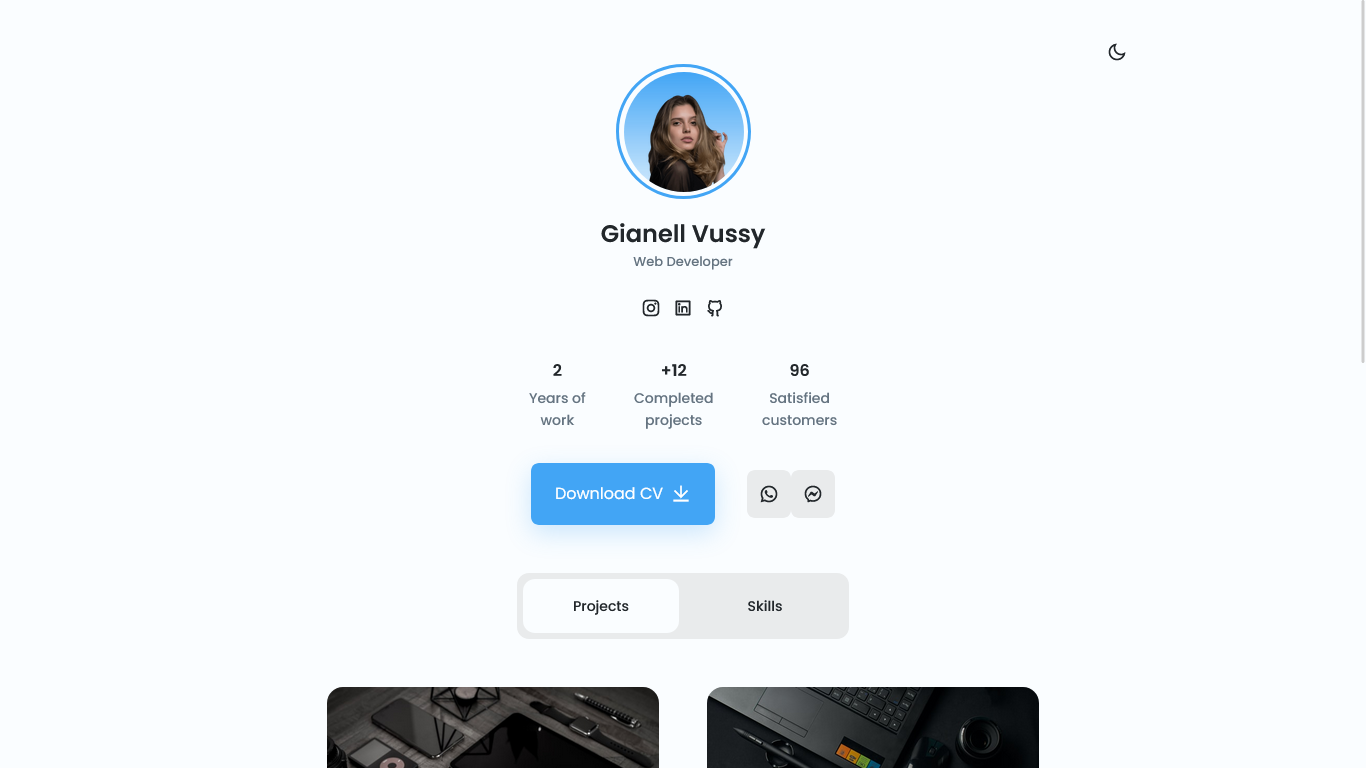 Gianell Vussy
Web Developer
2
+12
96
Years of
work
Completed
projects
Satisfied
customers
Download CV
Projects
Skills